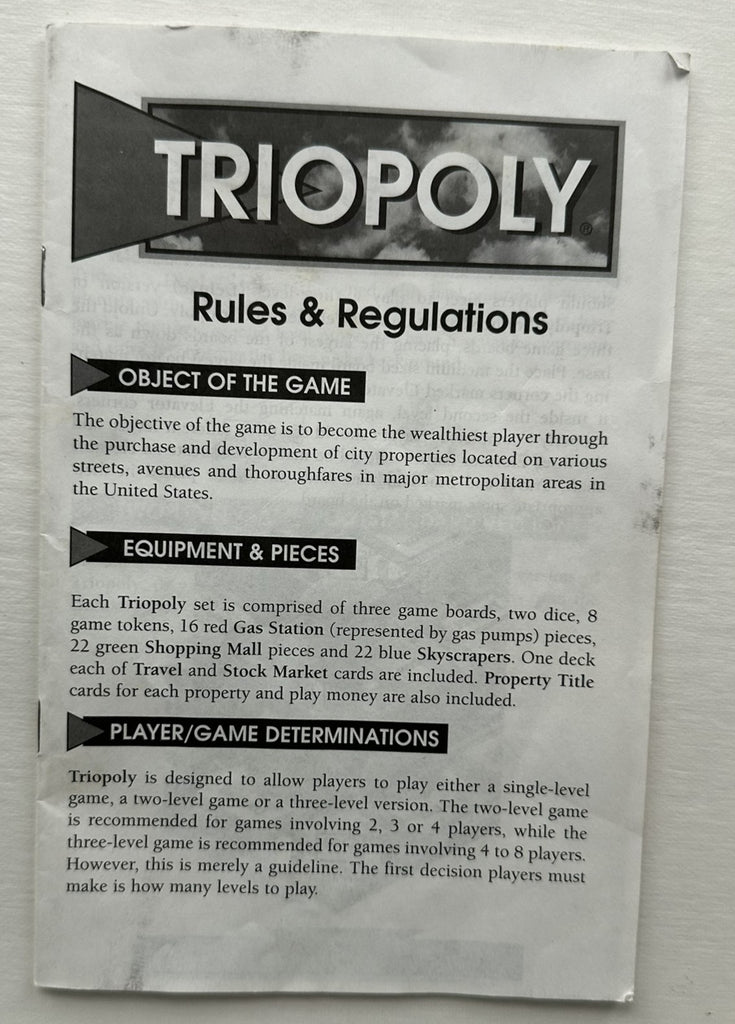 TRIOPOLY®
Rules & Regulations
OBJECT OF THE GAME
The objective of the game is to become the wealthiest player through
the purchase and development of city properties located on various
streets, avenues and thoroughfares in major metropolitan areas in
the United States.
EQUIPMENT & PIECES
Each Triopoly set is comprised of three game boards, two dice, 8
game tokens, 16 red Gas Station (represented by gas pumps) pieces,
22 green Shopping Mall pieces and 22 blue Skyscrapers. One deck
each of Travel and Stock Market cards are included. Property Title
cards for each property and play money are also included.
PLAYER/GAME DETERMINATIONS
Triopoly is designed to allow players to play either a single-level
game, a two-level game or a three-level version. The two-level game
is recommended for games involving 2, 3 or 4 players, while the
three-level game is recommended for games involving 4 to 8 players.
However, this is merely a guideline. The first decision players must
make is how many levels to play.